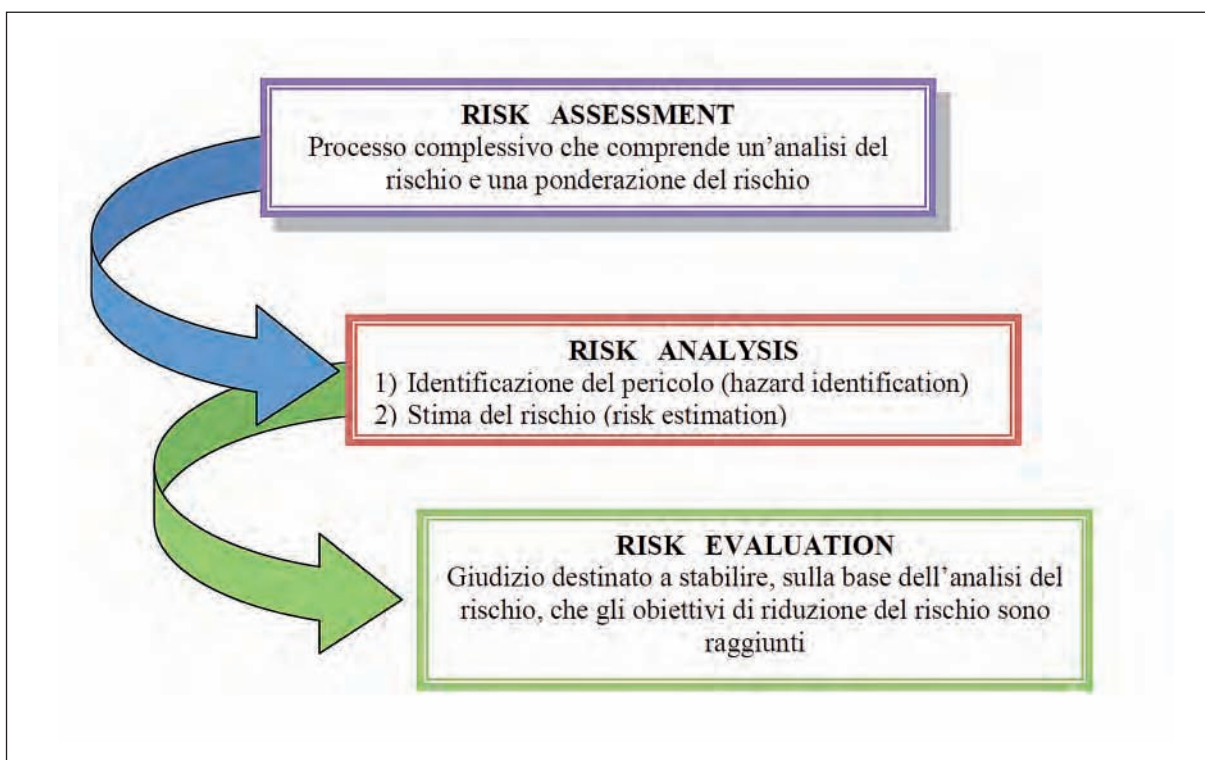 RISK ASSESSMENT
Processo complessivo che comprende un’analisi del
rischio e una ponderazione del rischio
RISK ANALYSIS
1) Identificazione del pericolo (hazard identification)
2) Stima del rischio (risk estimation)
RISK EVALUATION
Giudizio destinato a stabilire, sulla base dell’analisi del
rischio, che gli obiettivi di riduzione del rischio sono
raggiunti